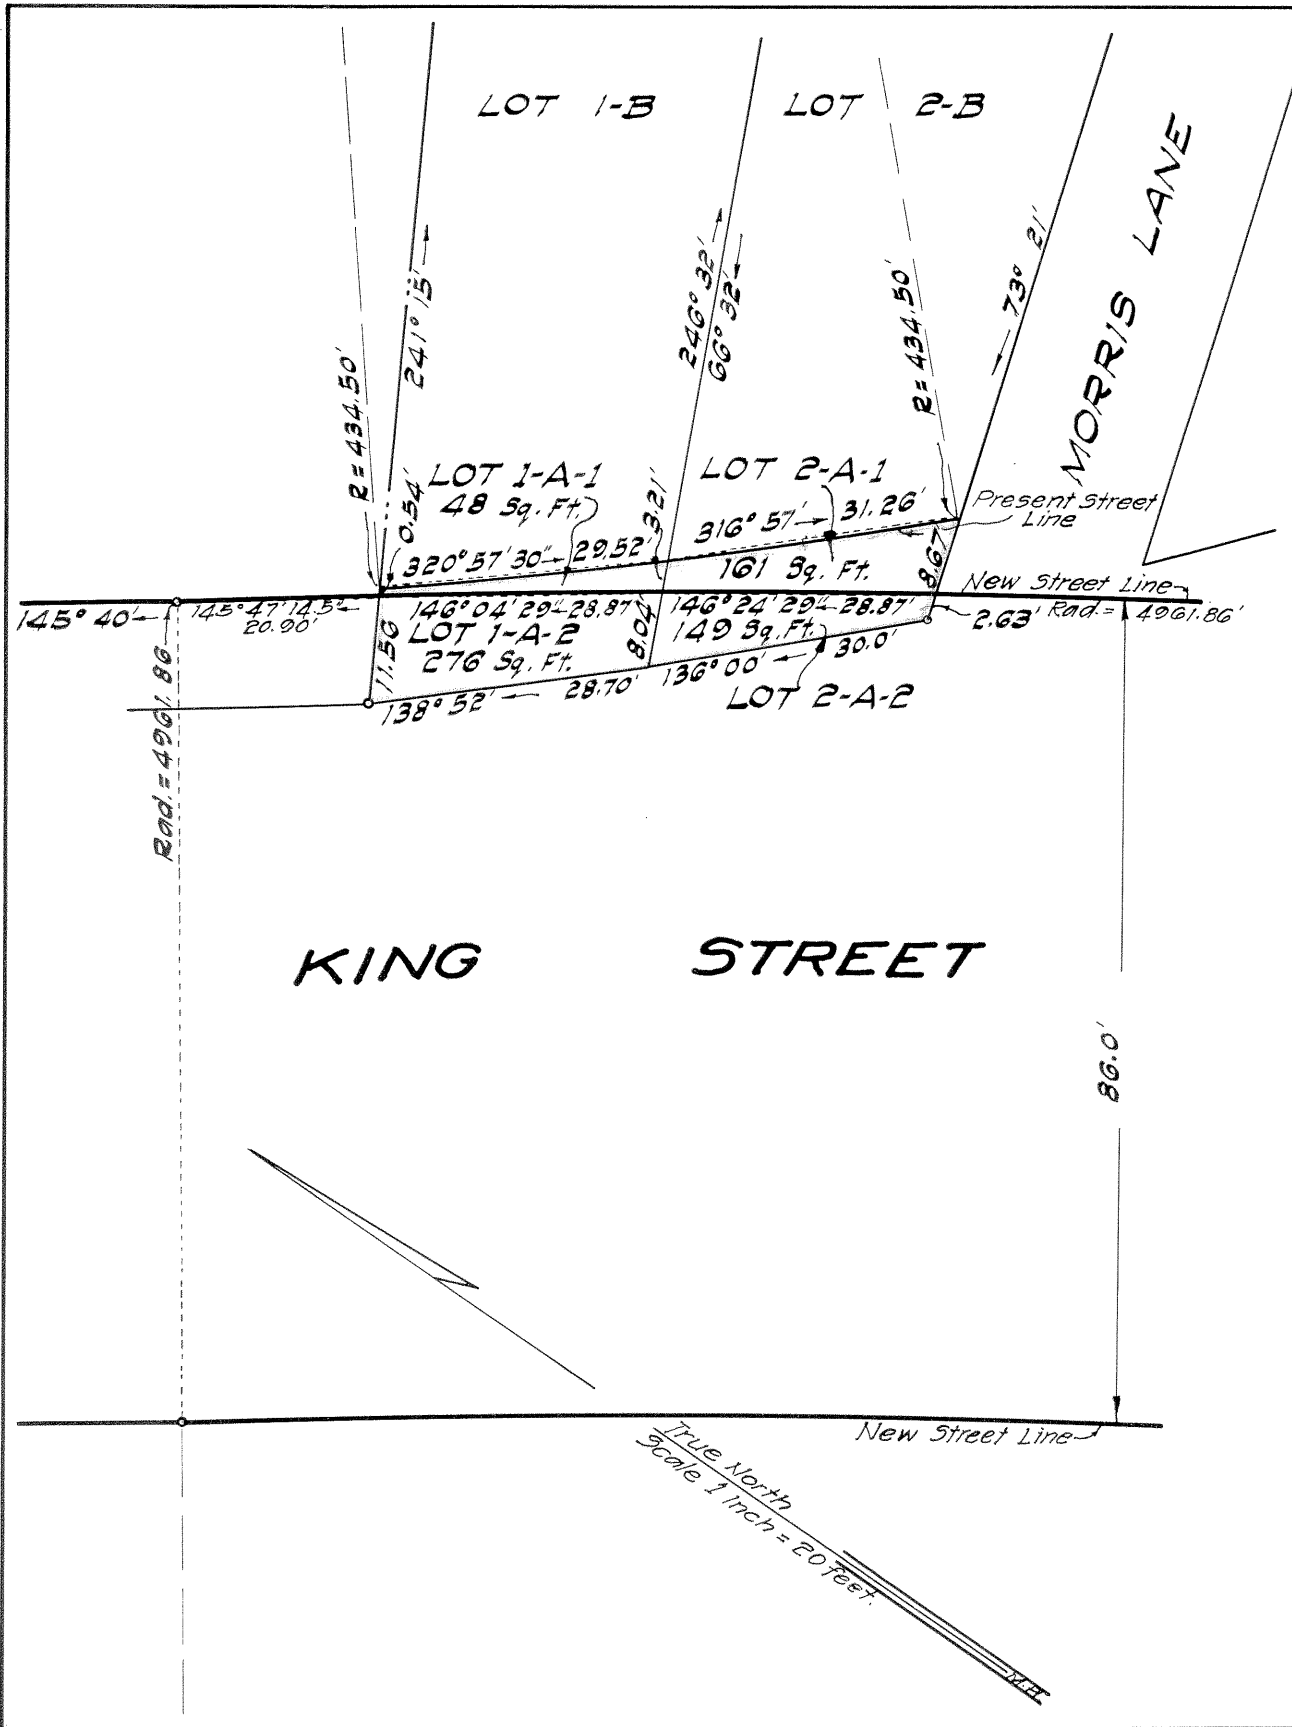 LOT 1-B
LOT 2-B
MORRIS LANE
R = 434.50'
241° 15'
246° 32'
66° 32'
R = 434.50'
73° 21'
LOT 1-A-1
48 Sq. Ft.
0.54'
3.21'
LOT 2-A-1
316° 57' 31.26'
Present Street
Line
320° 57' 30" 29.52'
161 Sq. Ft.
8.67'
New Street Line
145° 40'
145° 47' 14.5"
20.90'
146° 04' 29" 28.87'
146° 24' 29" 28.87'
2.63'
Rad. = 4961.86'
LOT 1-A-2
276 Sq. Ft.
11.56
8.04'
149 Sq. Ft.
138° 52' 28.70'
136° 00' 30.0'
LOT 2-A-2
Rad. = 4961.86
KING STREET
86.0'
New Street Line
True North
Scale 1 Inch = 20 feet.
M.H.